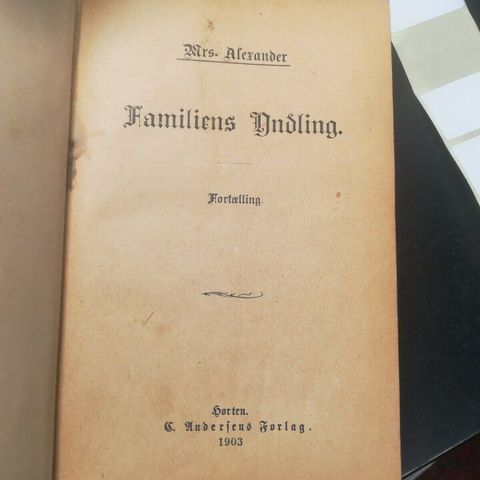 Mrs. Alexander
Familiens Yndling.
Fortælling
Horten.
C. Andersens Forlag.
1903